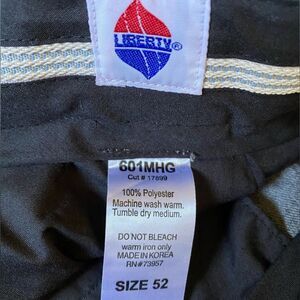 LIBERTY®
601MHG
Cut # 17899
100% Polyester
Machine wash warm.
Tumble dry medium.
DO NOT BLEACH
warm iron only
MADE IN KOREA
RN#73957
SIZE 52